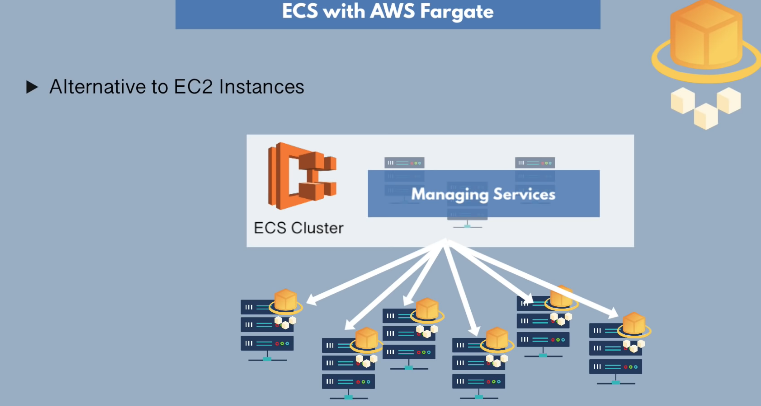 ECS with AWS Fargate
▶ Alternative to EC2 Instances
Managing Services
ECS Cluster